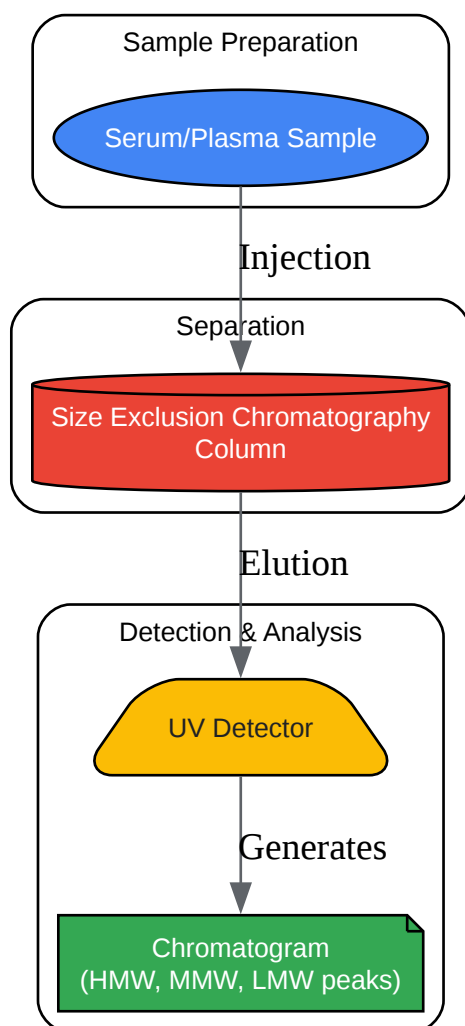 Sample Preparation
Serum/Plasma Sample
Injection
Separation
Size Exclusion Chromatography
Column
Elution
Detection & Analysis
UV Detector
Generates
Chromatogram
(HMW, MMW, LMW peaks)